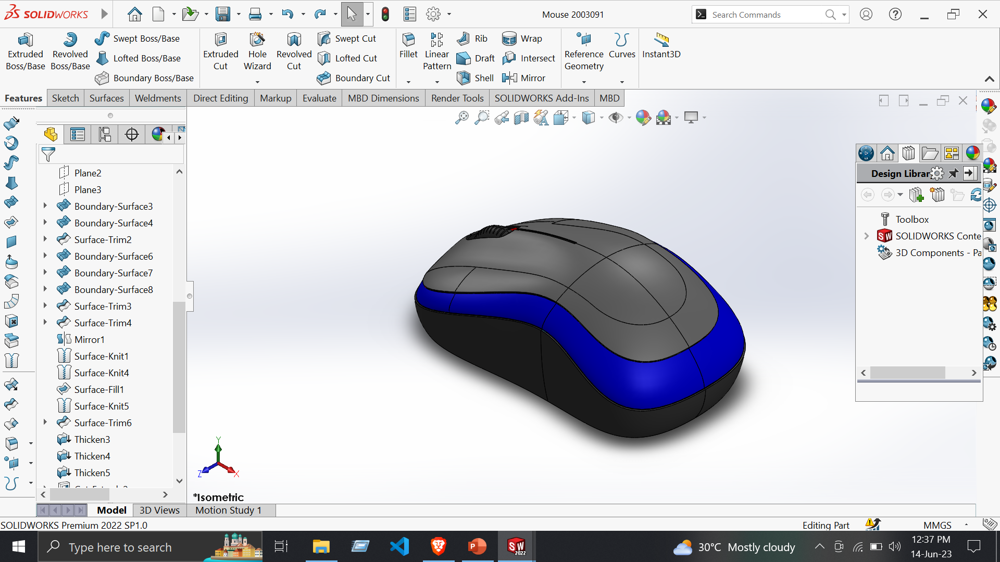 SOLIDWORKS
Mouse 2003091
Search Commands
Extruded Boss/Base
Revolved Boss/Base
Swept Boss/Base
Lofted Boss/Base
Boundary Boss/Base
Extruded Cut
Hole Wizard
Revolved Cut
Swept Cut
Lofted Cut
Boundary Cut
Fillet
Linear Pattern
Rib
Draft
Shell
Wrap
Intersect
Mirror
Reference Geometry
Curves
Instant3D
Features
Sketch
Surfaces
Weldments
Direct Editing
Markup
Evaluate
MBD Dimensions
Render Tools
SOLIDWORKS Add-Ins
MBD
Plane2
Plane3
Boundary-Surface3
Boundary-Surface4
Surface-Trim2
Boundary-Surface6
Boundary-Surface7
Boundary-Surface8
Surface-Trim3
Surface-Trim4
Mirror1
Surface-Knit1
Surface-Knit4
Surface-Fill1
Surface-Knit5
Surface-Trim6
Thicken3
Thicken4
Thicken5
Design Librar
Toolbox
SW SOLIDWORKS Conte
3D Components - Pa
Y
Z
X
*Isometric
Model
3D Views
Motion Study 1
SOLIDWORKS Premium 2022 SP1.0
Editing Part
MMGS
Type here to search
P
SW 2022
30°C Mostly cloudy
12:37 PM
14-Jun-23